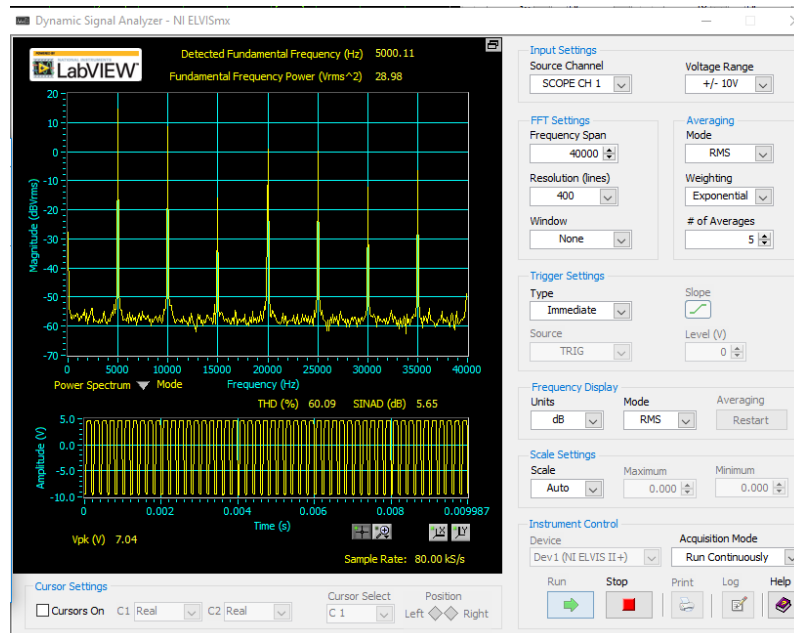 Dynamic Signal Analyzer - NI ELVISmx
LabVIEW
Detected Fundamental Frequency (Hz) 5000.11
Fundamental Frequency Power (Vrms^2) 28.98
Magnitude (dBVrms)
20
10
0
-10
-20
-30
-40
-50
-60
-70
0 5000 10000 15000 20000 25000 30000 35000 40000
Power Spectrum Mode Frequency (Hz)
THD (%) 60.09 SINAD (dB) 5.65
Amplitude (V)
5.0
0.0
-5.0
-10.0
0 0.002 0.004 0.006 0.008 0.009987
Time (s)
Vpk (V) 7.04
Sample Rate: 80.00 kS/s
Cursor Settings
Cursors On C1 Real C2 Real
Cursor Select
C 1
Position
Left Right
Input Settings
Source Channel Voltage Range
SCOPE CH 1 +/- 10V
FFT Settings
Frequency Span
40000
Resolution (lines)
400
Window
None
Averaging
Mode
RMS
Weighting
Exponential
# of Averages
5
Trigger Settings
Type Slope
Immediate
Source Level (V)
TRIG 0
Frequency Display
Units Mode Averaging
dB RMS Restart
Scale Settings
Scale Maximum Minimum
Auto 0.000 0.000
Instrument Control
Device Acquisition Mode
Dev1 (NI ELVIS II+) Run Continuously
Run Stop Print Log Help